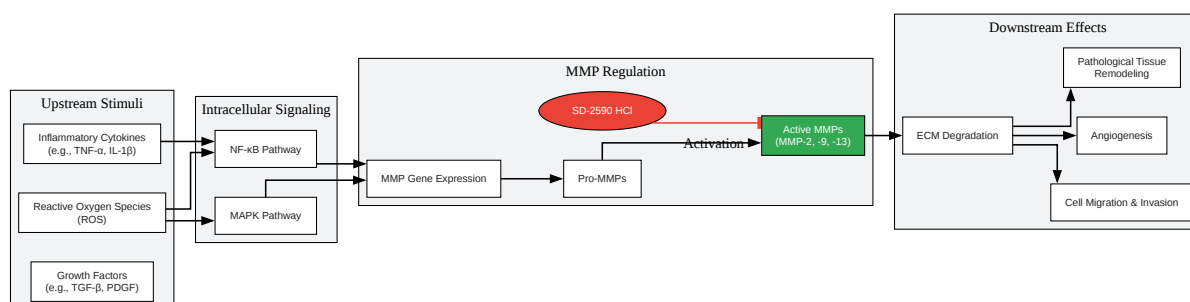 Upstream Stimuli
Inflammatory Cytokines
(e.g., TNF-α, IL-1β)
Reactive Oxygen Species
(ROS)
Growth Factors
(e.g., TGF-β, PDGF)
Intracellular Signaling
NF-κB Pathway
MAPK Pathway
MMP Regulation
SD-2590 HCl
MMP Gene Expression
Pro-MMPs
Activation
Active MMPs
(MMP-2, -9, -13)
Downstream Effects
ECM Degradation
Pathological Tissue
Remodeling
Angiogenesis
Cell Migration & Invasion